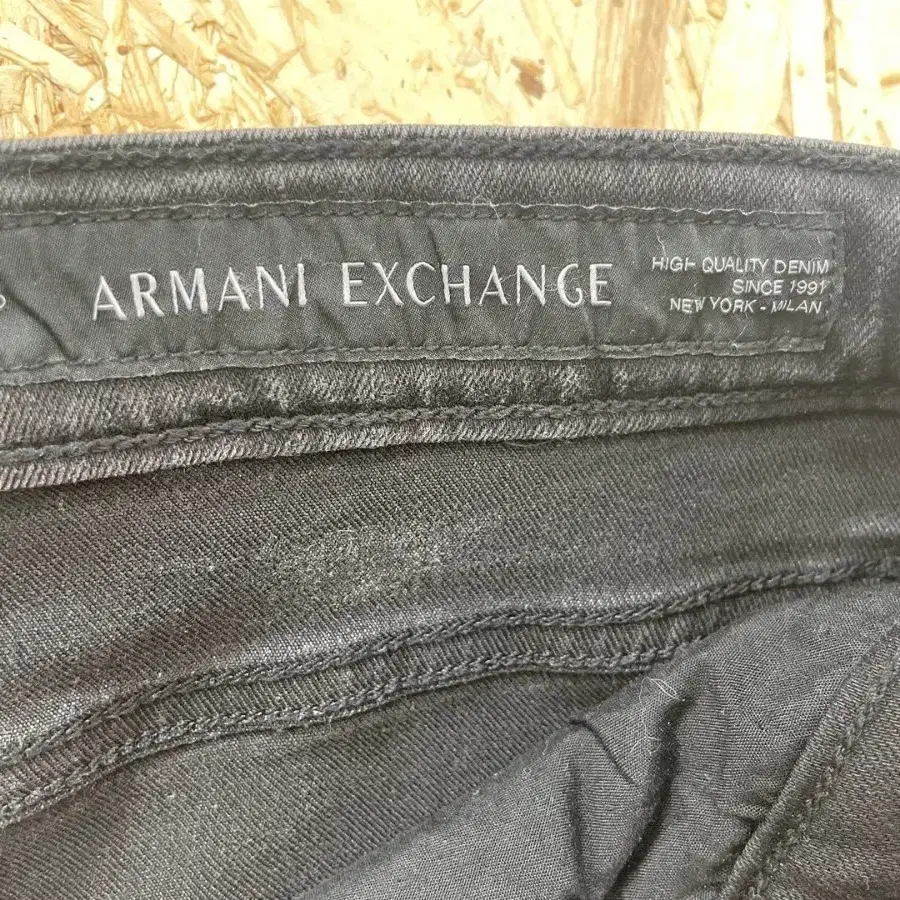 ARMANI EXCHANGE
HIGH QUALITY DENIM
SINCE 1991
NEW YORK - MILAN